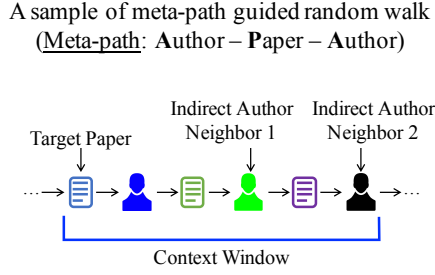 A sample of meta-path guided random walk
(Meta-path: Author – Paper – Author)
Indirect Author
Neighbor 1
Indirect Author
Neighbor 2
Target Paper
...
...
Context Window